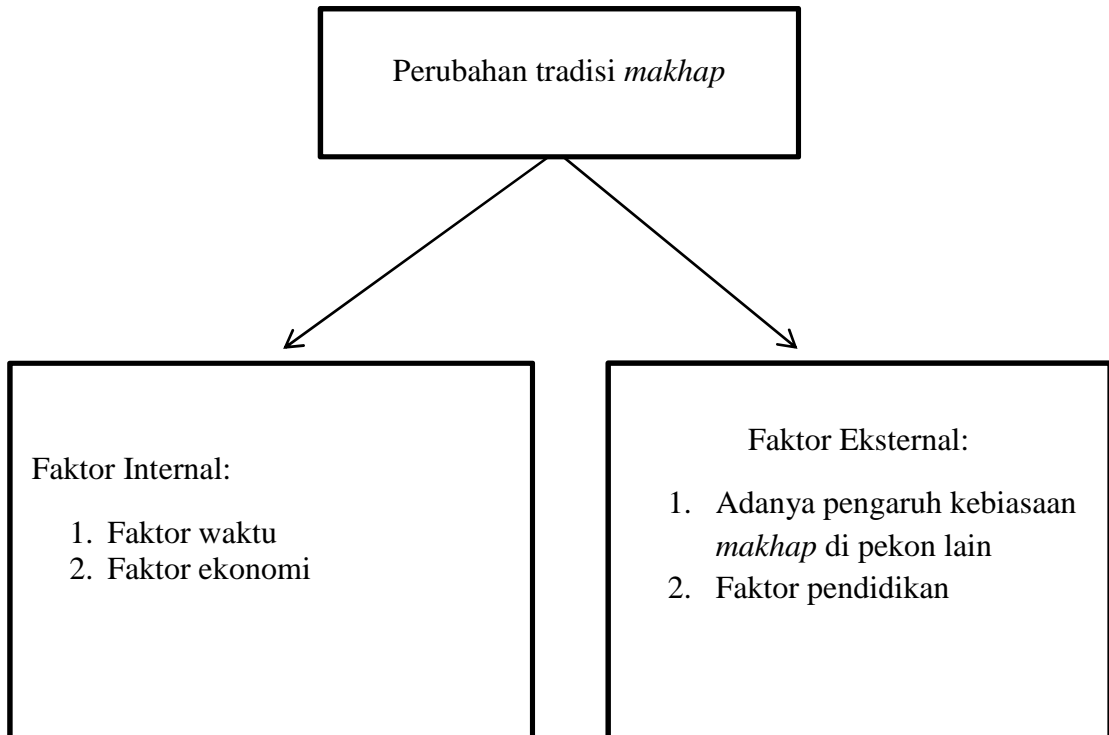 Perubahan tradisi makhap
Faktor Internal:
1. Faktor waktu
2. Faktor ekonomi
Faktor Eksternal:
1. Adanya pengaruh kebiasaan
makhap di pekon lain
2. Faktor pendidikan